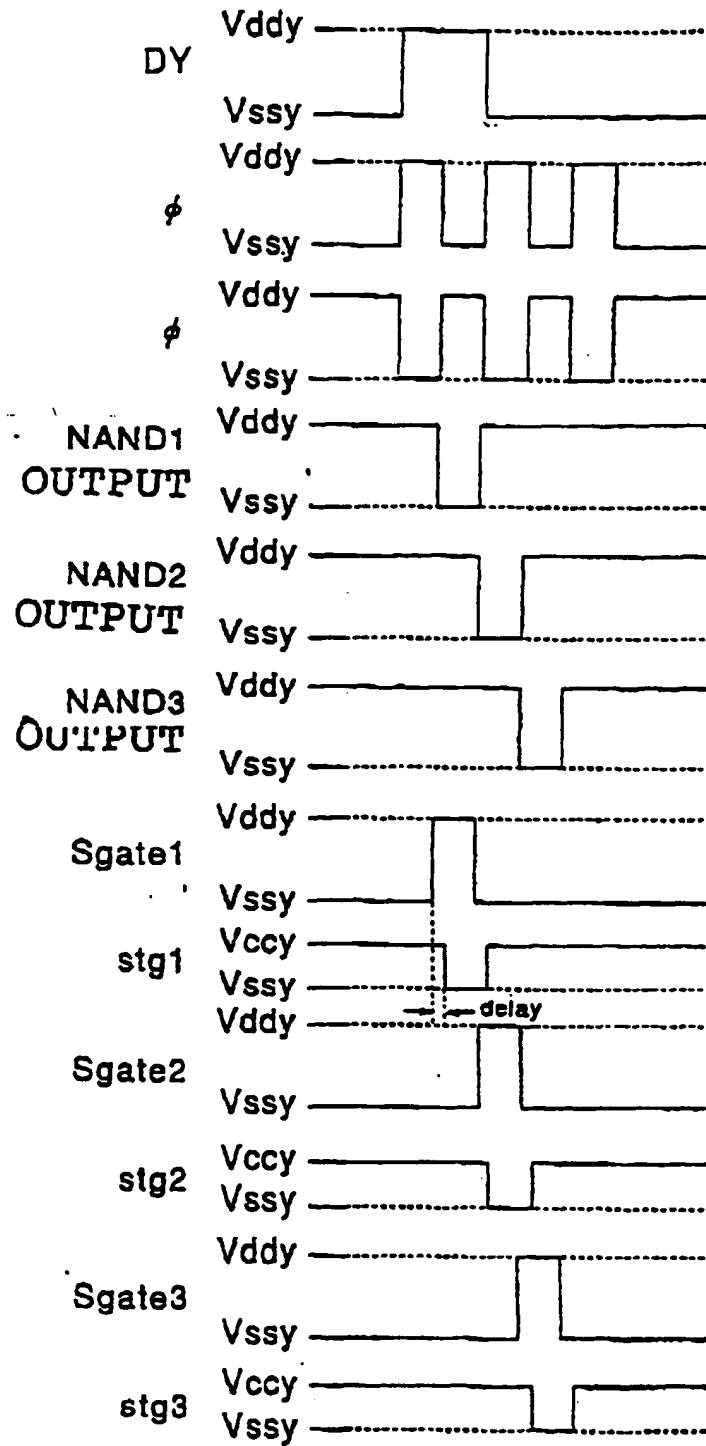 Vddy
DY
Vssy
Vddy
ϕ
Vssy
Vddy
ϕ
Vssy
Vddy
NAND1
OUTPUT
Vssy
Vddy
NAND2
OUTPUT
Vssy
Vddy
NAND3
OUTPUT
Vssy
Vddy
Sgate1
Vssy
Vccy
stg1
Vssy
delay
Vddy
Sgate2
Vssy
Vccy
stg2
Vssy
Vddy
Sgate3
Vssy
Vccy
stg3
Vssy